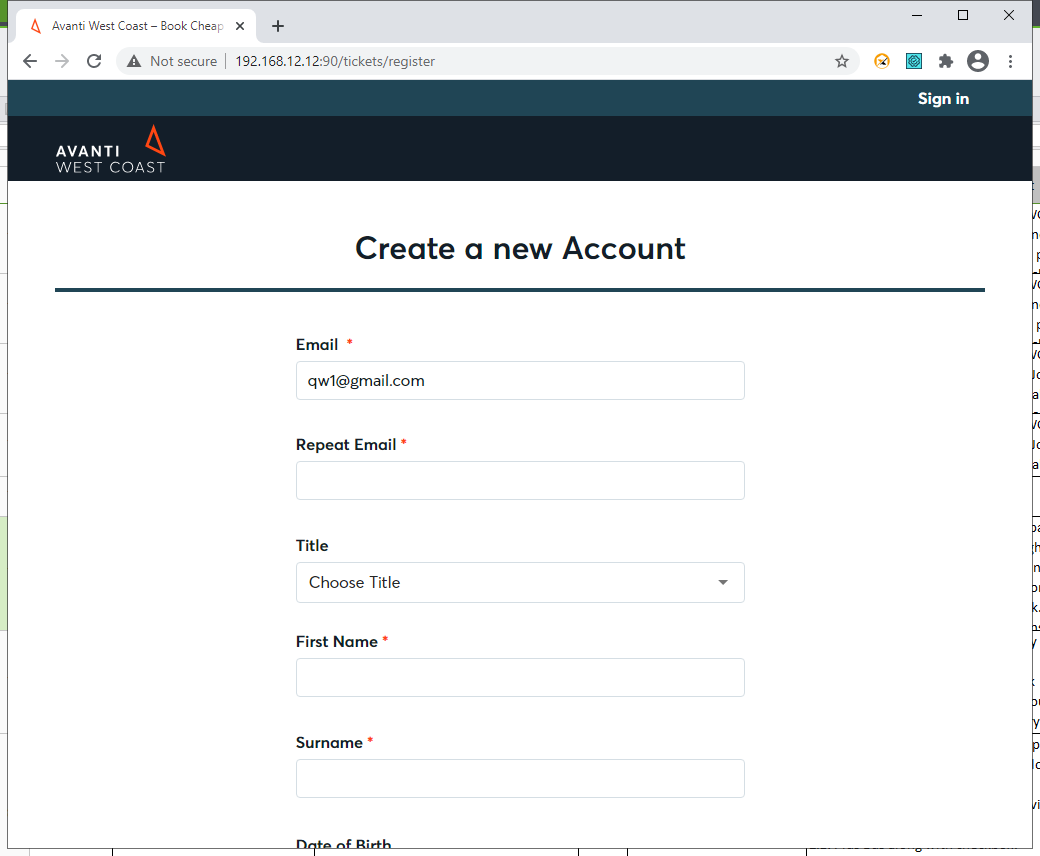 Avanti West Coast – Book Cheap
Not secure
192.168.12.12:90/tickets/register
Sign in
AVANTI
WEST COAST
Create a new Account
Email *
qw1@gmail.com
Repeat Email *
Title
Choose Title
First Name *
Surname *
Date of Birth